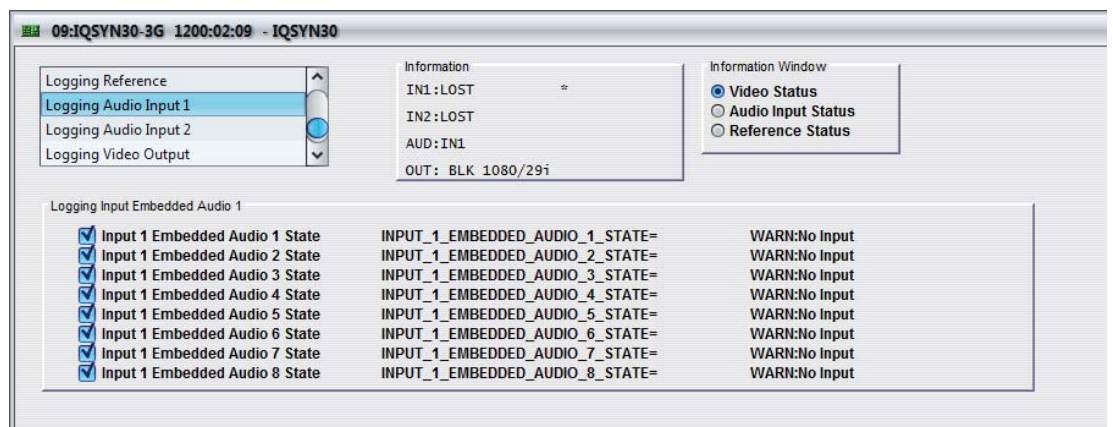 09:IQSYN30-3G 1200:02:09 - IQSYN30
Logging Reference
Logging Audio Input 1
Logging Audio Input 2
Logging Video Output
Information
IN1:LOST *
IN2:LOST
AUD:IN1
OUT: BLK 1080/29i
Information Window
Video Status
Audio Input Status
Reference Status
Logging Input Embedded Audio 1
Input 1 Embedded Audio 1 State INPUT_1_EMBEDDED_AUDIO_1_STATE= WARN:No Input
Input 1 Embedded Audio 2 State INPUT_1_EMBEDDED_AUDIO_2_STATE= WARN:No Input
Input 1 Embedded Audio 3 State INPUT_1_EMBEDDED_AUDIO_3_STATE= WARN:No Input
Input 1 Embedded Audio 4 State INPUT_1_EMBEDDED_AUDIO_4_STATE= WARN:No Input
Input 1 Embedded Audio 5 State INPUT_1_EMBEDDED_AUDIO_5_STATE= WARN:No Input
Input 1 Embedded Audio 6 State INPUT_1_EMBEDDED_AUDIO_6_STATE= WARN:No Input
Input 1 Embedded Audio 7 State INPUT_1_EMBEDDED_AUDIO_7_STATE= WARN:No Input
Input 1 Embedded Audio 8 State INPUT_1_EMBEDDED_AUDIO_8_STATE= WARN:No Input